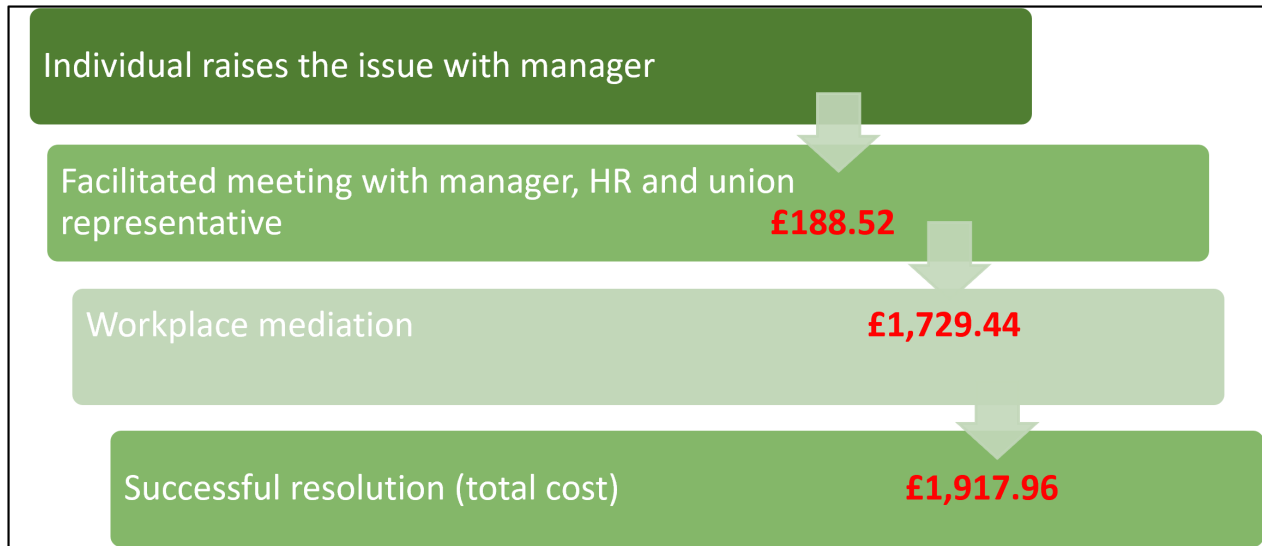 Individual raises the issue with manager
Facilitated meeting with manager, HR and union
representative £188.52
Workplace mediation £1,729.44
Successful resolution (total cost) £1,917.96